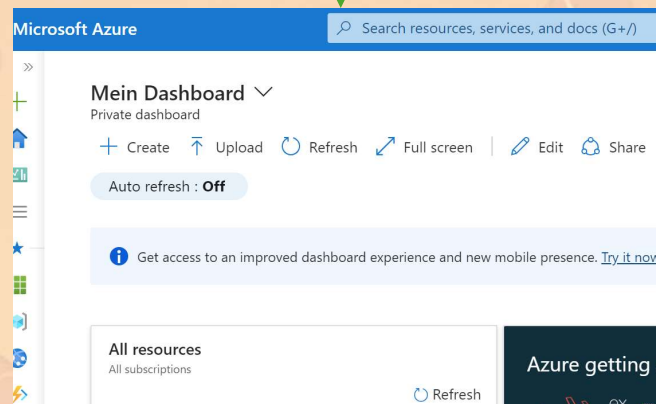 Microsoft Azure
Search resources, services, and docs (G+/)
Mein Dashboard
Private dashboard
Create Upload Refresh Full screen Edit Share
Auto refresh : Off
Get access to an improved dashboard experience and new mobile presence. Try it now
All resources
All subscriptions
Azure getting
Refresh